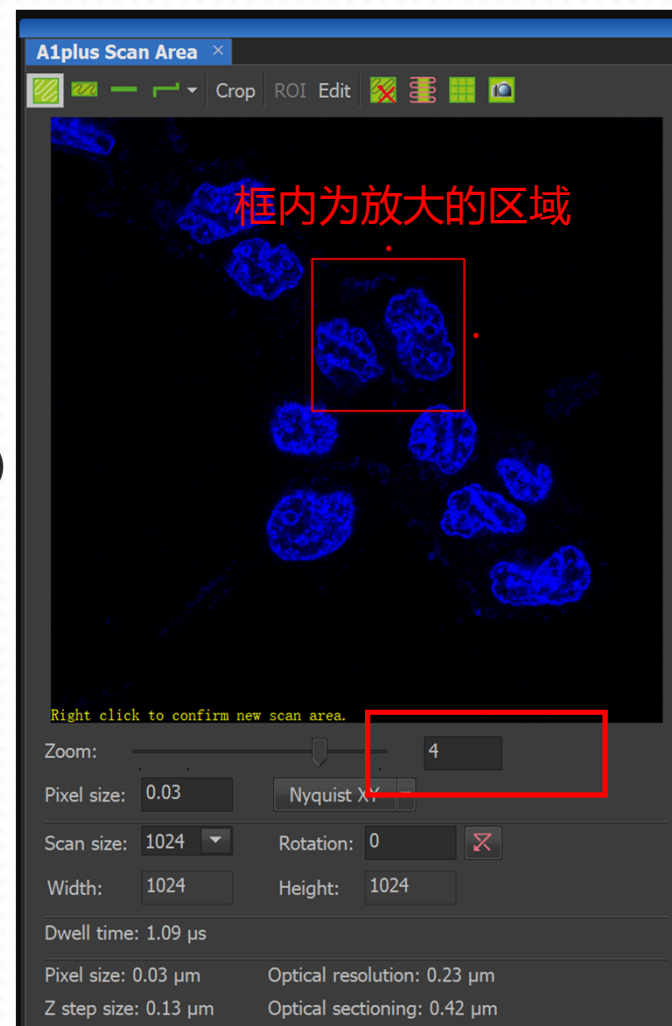 A1plus Scan Area ×
Crop ROI Edit
框内为放大的区域
Right click to confirm new scan area.
Zoom: 4
Pixel size: 0.03 Nyquist XY
Scan size: 1024 Rotation: 0
Width: 1024 Height: 1024
Dwell time: 1.09 µs
Pixel size: 0.03 µm Optical resolution: 0.23 µm
Z step size: 0.13 µm Optical sectioning: 0.42 µm